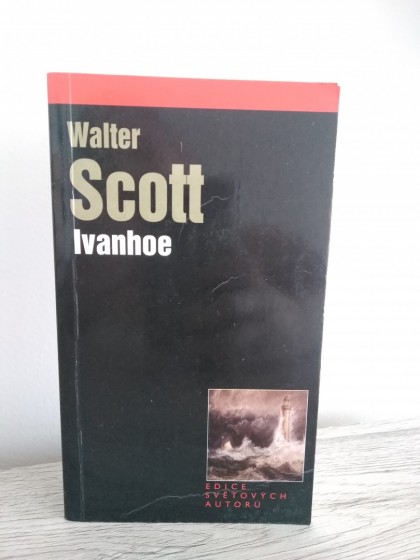 Walter
Scott
Ivanhoe
EDICE
SVĚTOVÝCH
AUTORŮ